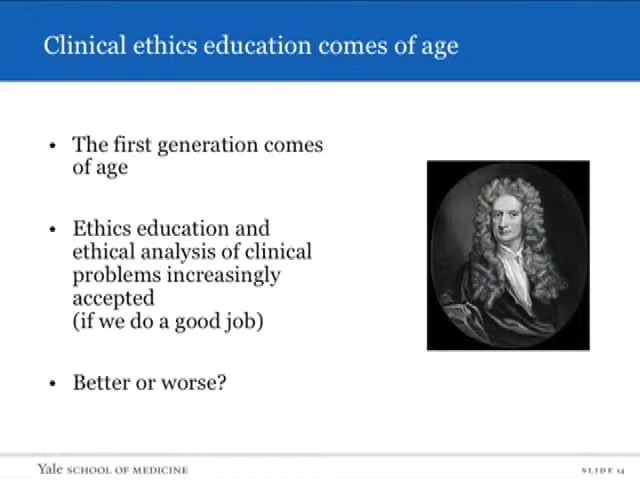 Clinical ethics education comes of age
• The first generation comes
of age
• Ethics education and
ethical analysis of clinical
problems increasingly
accepted
(if we do a good job)
• Better or worse?
Yale SCHOOL OF MEDICINE
SLIDE 14